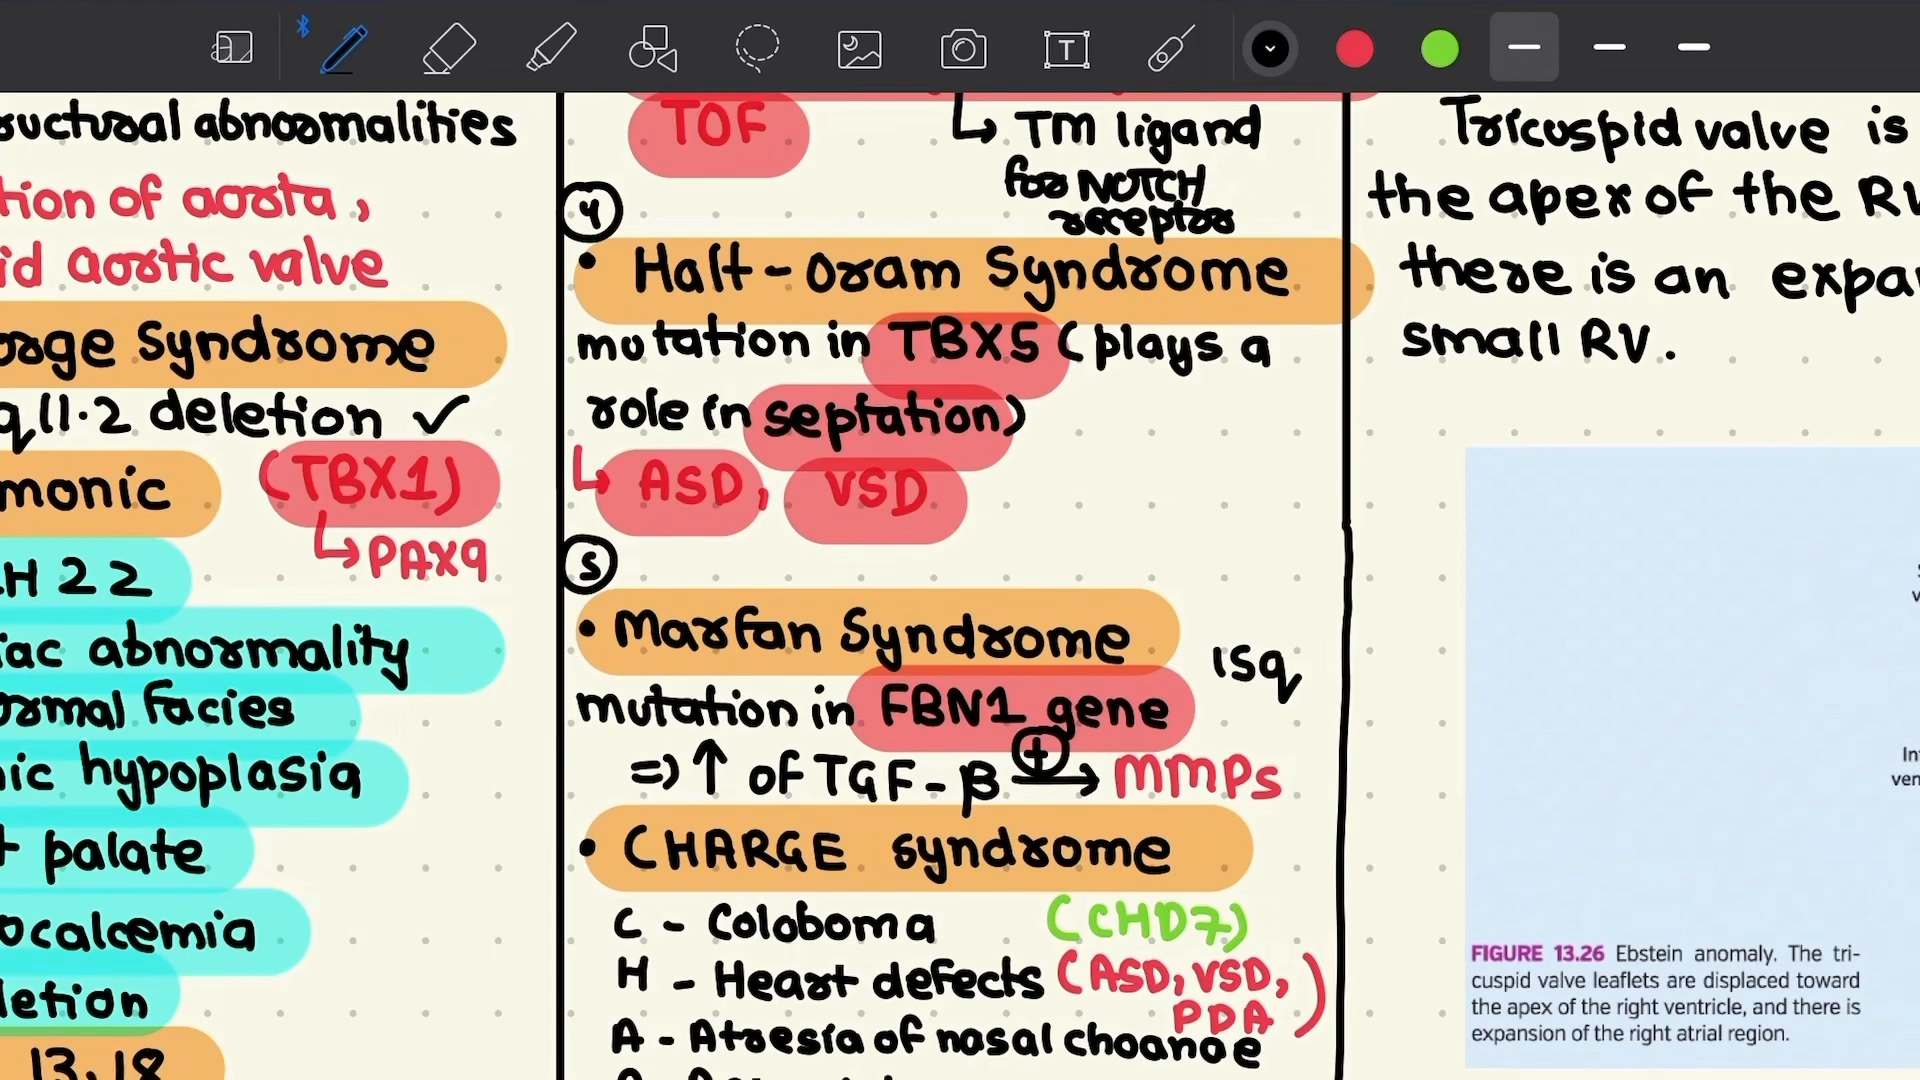 ructural abnormalities
tion of aorta,
id aortic valve
orge Syndrome
q11.2 deletion ✓
monic (TBX1)
↳ PAX9
H 22
iac abnormality
ormal facies
ic hypoplasia
t palate
ocalcemia
letion
13,18
TOF
↳ TM ligand
for NOTCH
receptor
4
• Halt-Oram Syndrome
mutation in TBX5 (plays a
role in septation)
↳ ASD, VSD
5
• Marfan Syndrome
15q
mutation in FBN1 gene
⇒ ↑ of TGF-β ⊕→ MMPs
• CHARGE syndrome
C - Coloboma (CHD7)
H - Heart defects (ASD, VSD,
PDA)
A - Atresia of nasal choanae
Tricuspid valve is
the apex of the RV
there is an expa
small RV.
In
ven
FIGURE 13.26 Ebstein anomaly. The tri-
cuspid valve leaflets are displaced toward
the apex of the right ventricle, and there is
expansion of the right atrial region.